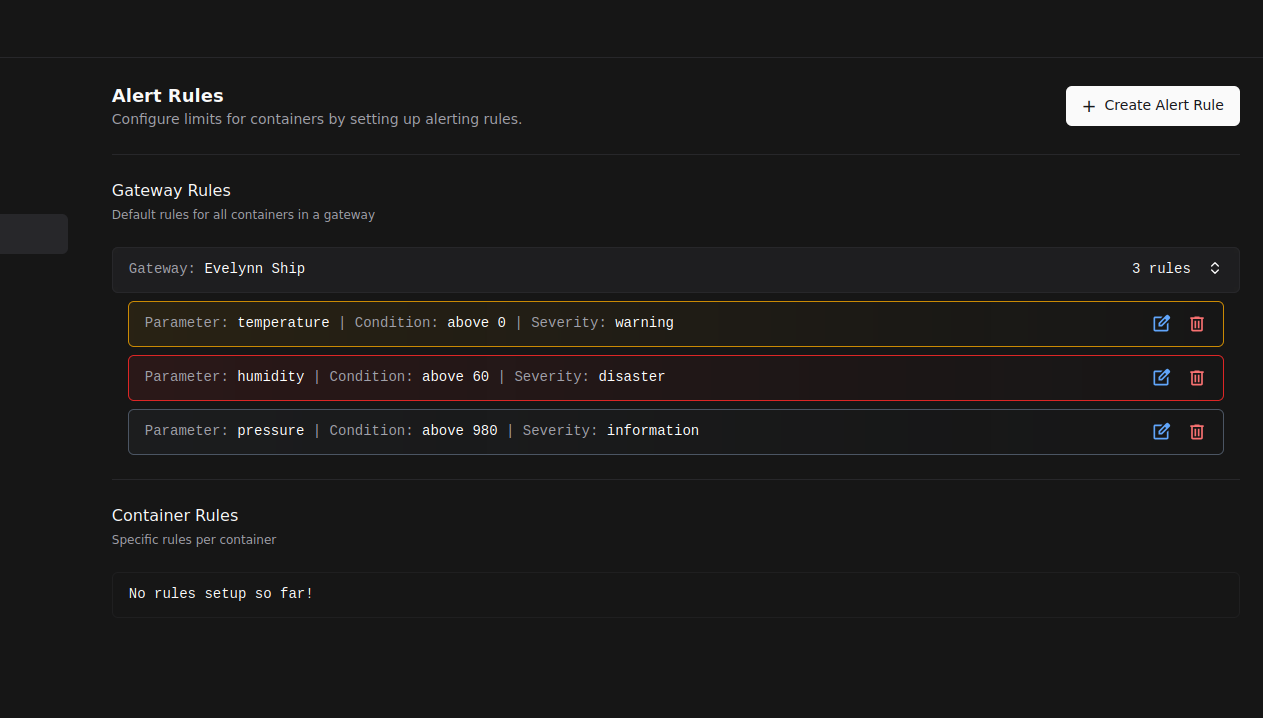 Alert Rules
Configure limits for containers by setting up alerting rules.
+ Create Alert Rule
Gateway Rules
Default rules for all containers in a gateway
Gateway: Evelynn Ship 3 rules
Parameter: temperature | Condition: above 0 | Severity: warning
Parameter: humidity | Condition: above 60 | Severity: disaster
Parameter: pressure | Condition: above 980 | Severity: information
Container Rules
Specific rules per container
No rules setup so far!